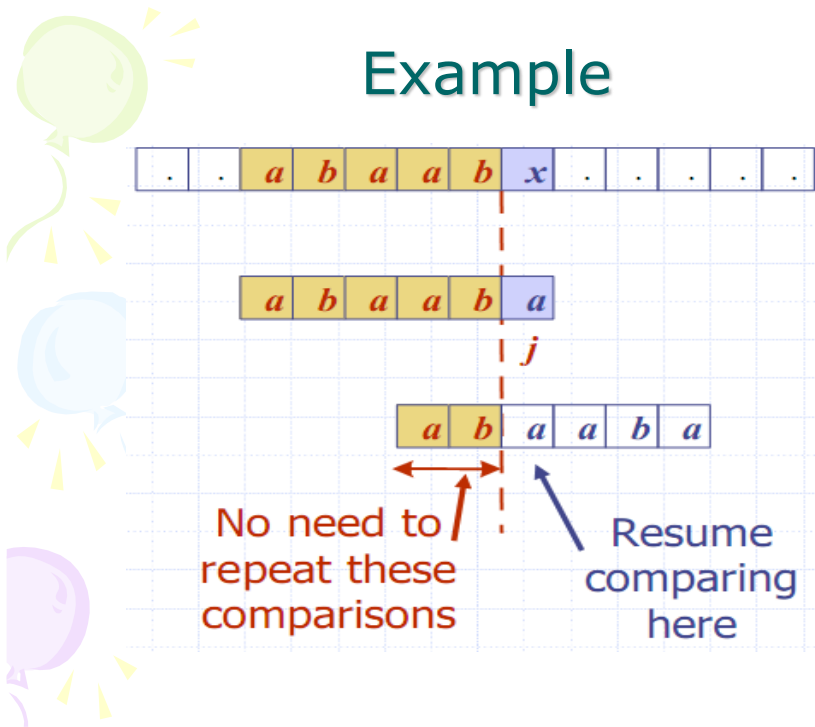 Example
. . a b a a b x . . . . .
a b a a b a
j
a b a a b a
No need to
repeat these
comparisons
Resume
comparing
here